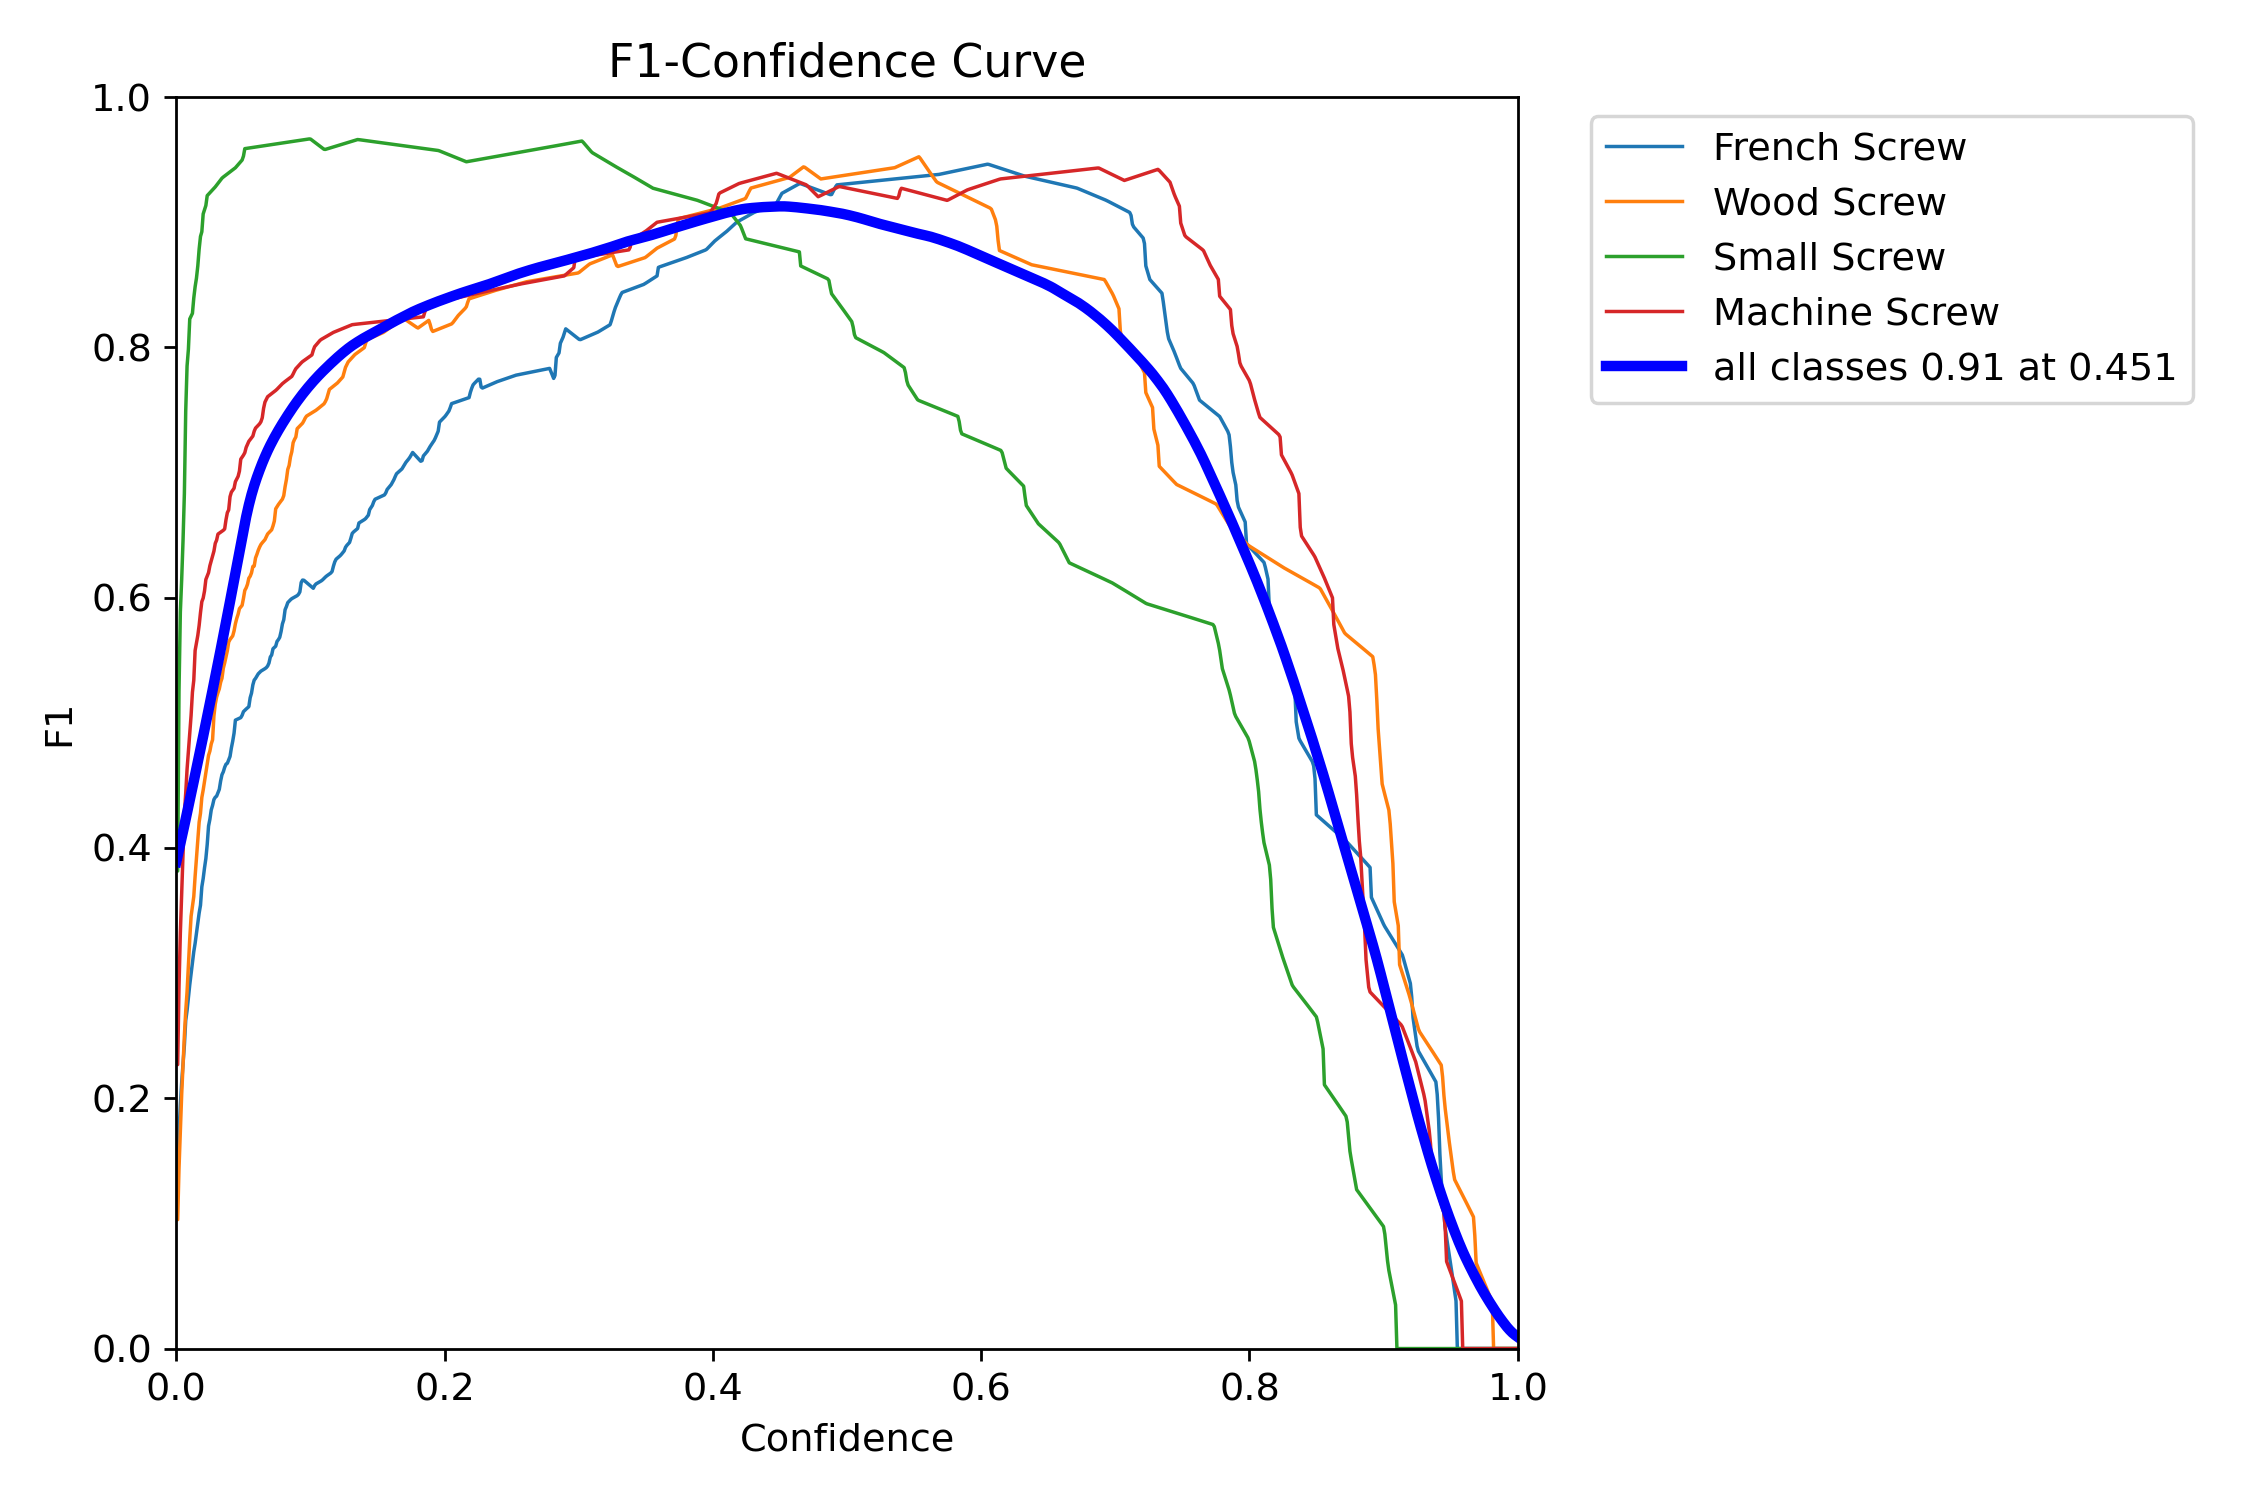 F1-Confidence Curve
1.0
0.8
0.6
0.4
0.2
0.0
F1
0.0 0.2 0.4 0.6 0.8 1.0
Confidence
French Screw
Wood Screw
Small Screw
Machine Screw
all classes 0.91 at 0.451